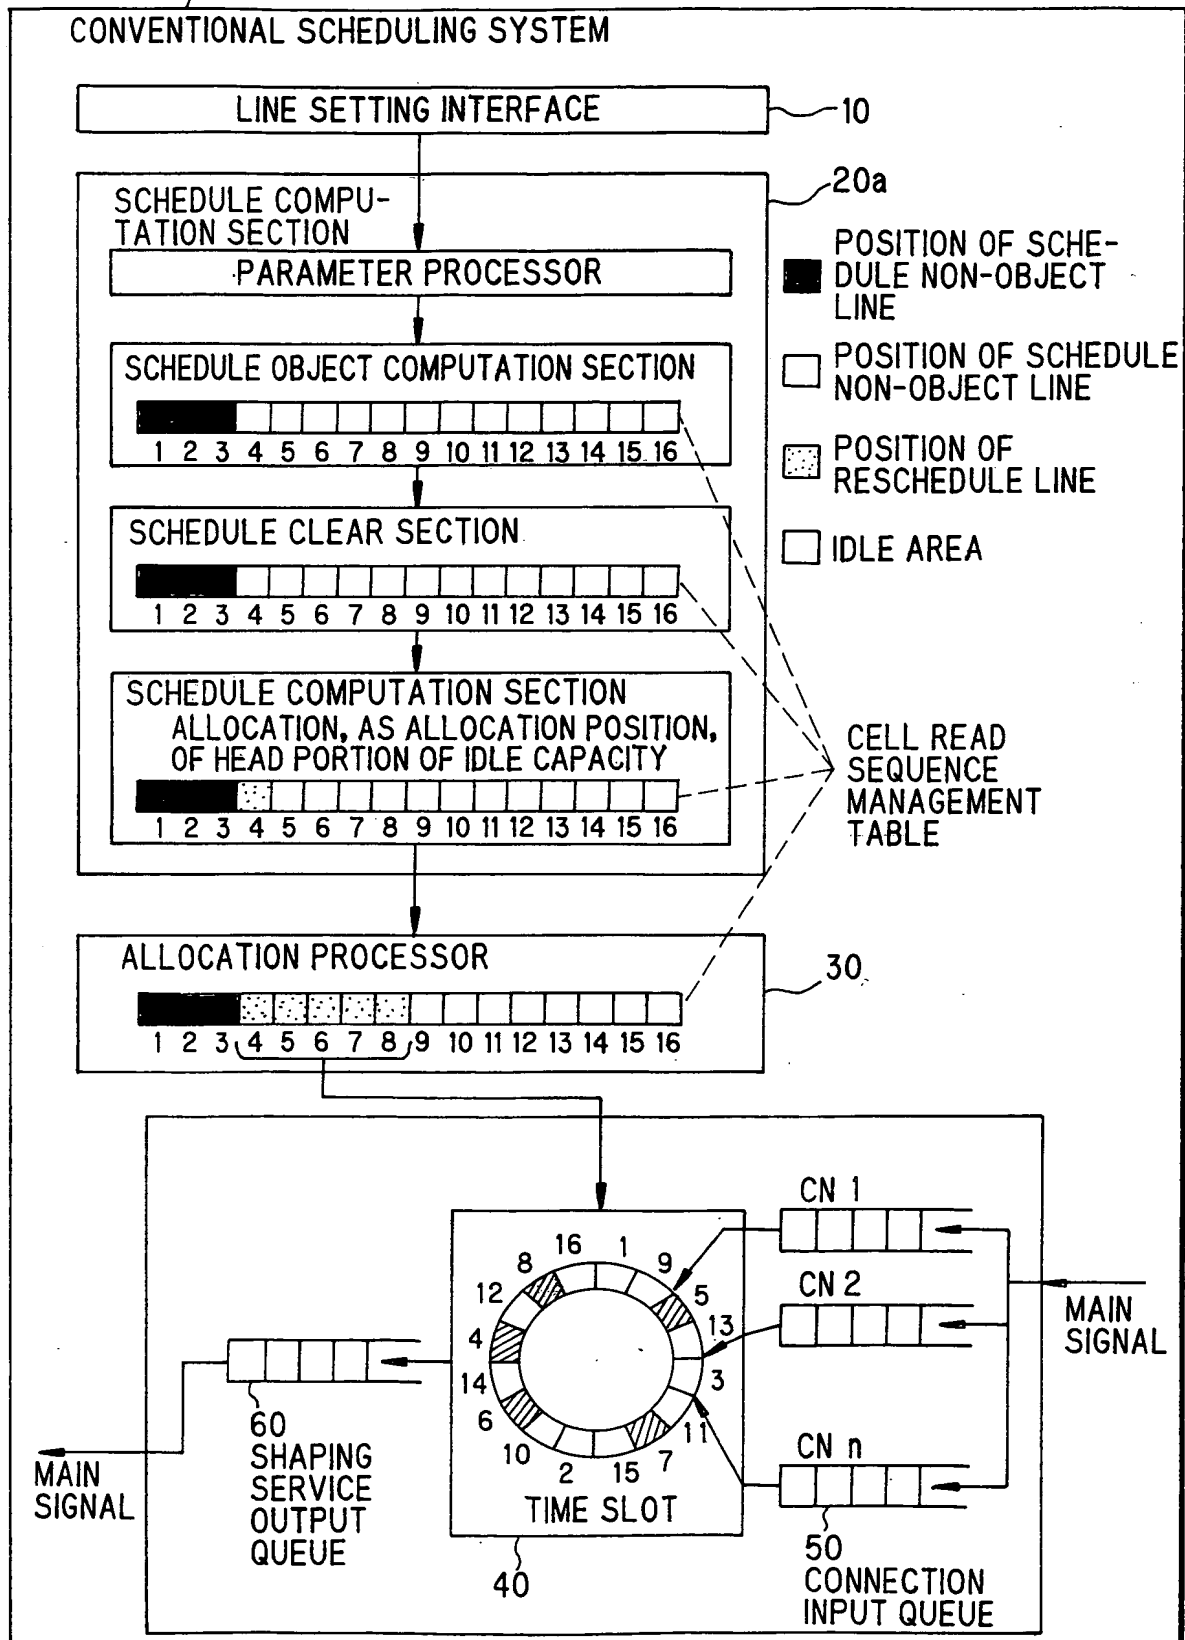 CONVENTIONAL SCHEDULING SYSTEM
LINE SETTING INTERFACE
10
20a
SCHEDULE COMPU-
TATION SECTION
PARAMETER PROCESSOR
SCHEDULE OBJECT COMPUTATION SECTION
1 2 3 4 5 6 7 8 9 10 11 12 13 14 15 16
SCHEDULE CLEAR SECTION
1 2 3 4 5 6 7 8 9 10 11 12 13 14 15 16
SCHEDULE COMPUTATION SECTION
ALLOCATION, AS ALLOCATION POSITION,
OF HEAD PORTION OF IDLE CAPACITY
1 2 3 4 5 6 7 8 9 10 11 12 13 14 15 16
POSITION OF SCHE-
DULE NON-OBJECT
LINE
POSITION OF SCHEDULE
NON-OBJECT LINE
POSITION OF
RESCHEDULE LINE
IDLE AREA
CELL READ
SEQUENCE
MANAGEMENT
TABLE
ALLOCATION PROCESSOR
30
1 2 3 4 5 6 7 8 9 10 11 12 13 14 15 16
16 1 9 5 13 3 11 7 15 2 10 6 14 4 12 8
TIME SLOT
40
CN 1
CN 2
CN n
MAIN
SIGNAL
50
CONNECTION
INPUT QUEUE
60
SHAPING
SERVICE
OUTPUT
QUEUE
MAIN
SIGNAL